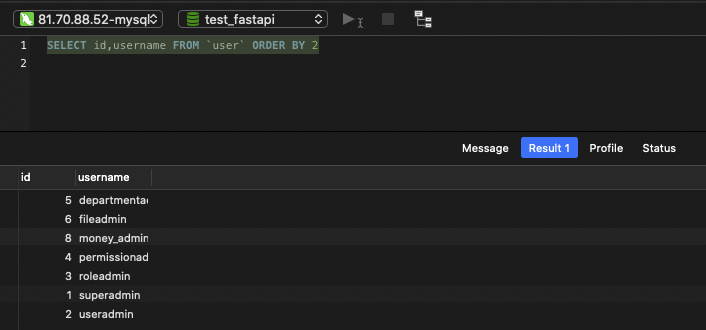 81.70.88.52-mysql
test_fastapi
1 SELECT id,username FROM `user` ORDER BY 2
2
Message Result 1 Profile Status
id username
5 departmentad
6 fileadmin
8 money_admin
4 permissionad
3 roleadmin
1 superadmin
2 useradmin